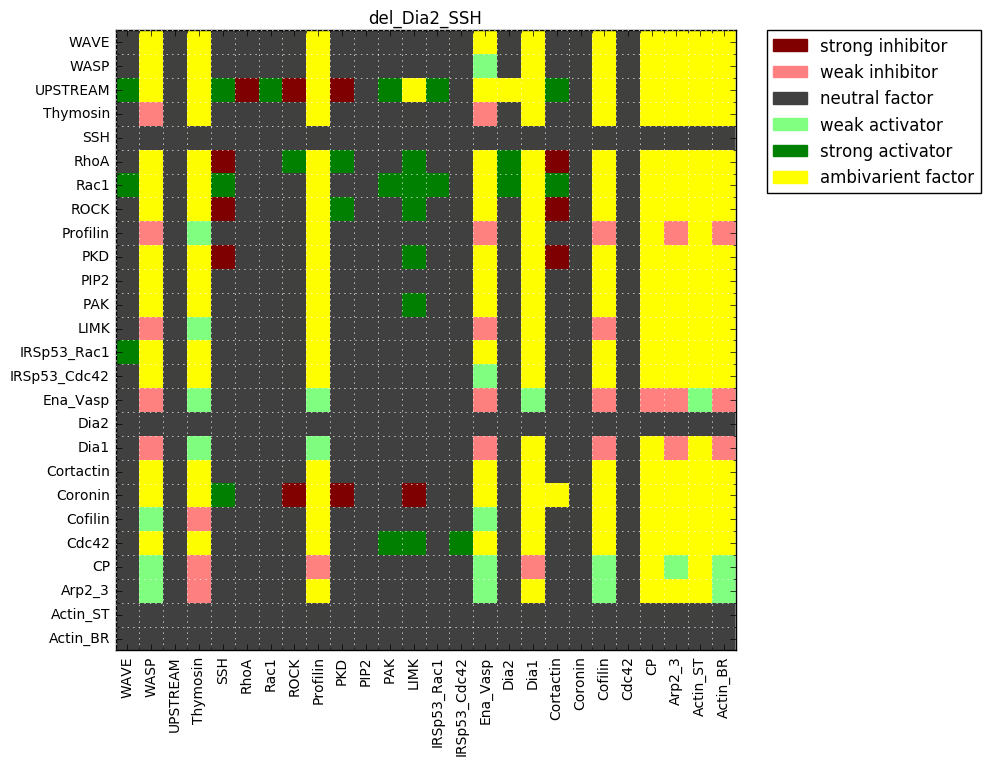 del_Dia2_SSH
WAVE
WASP
UPSTREAM
Thymosin
SSH
RhoA
Rac1
ROCK
Profilin
PKD
PIP2
PAK
LIMK
IRSp53_Rac1
IRSp53_Cdc42
Ena_Vasp
Dia2
Dia1
Cortactin
Coronin
Cofilin
Cdc42
CP
Arp2_3
Actin_ST
Actin_BR
WAVE
WASP
UPSTREAM
Thymosin
SSH
RhoA
Rac1
ROCK
Profilin
PKD
PIP2
PAK
LIMK
IRSp53_Rac1
IRSp53_Cdc42
Ena_Vasp
Dia2
Dia1
Cortactin
Coronin
Cofilin
Cdc42
CP
Arp2_3
Actin_ST
Actin_BR
strong inhibitor
weak inhibitor
neutral factor
weak activator
strong activator
ambivarient factor